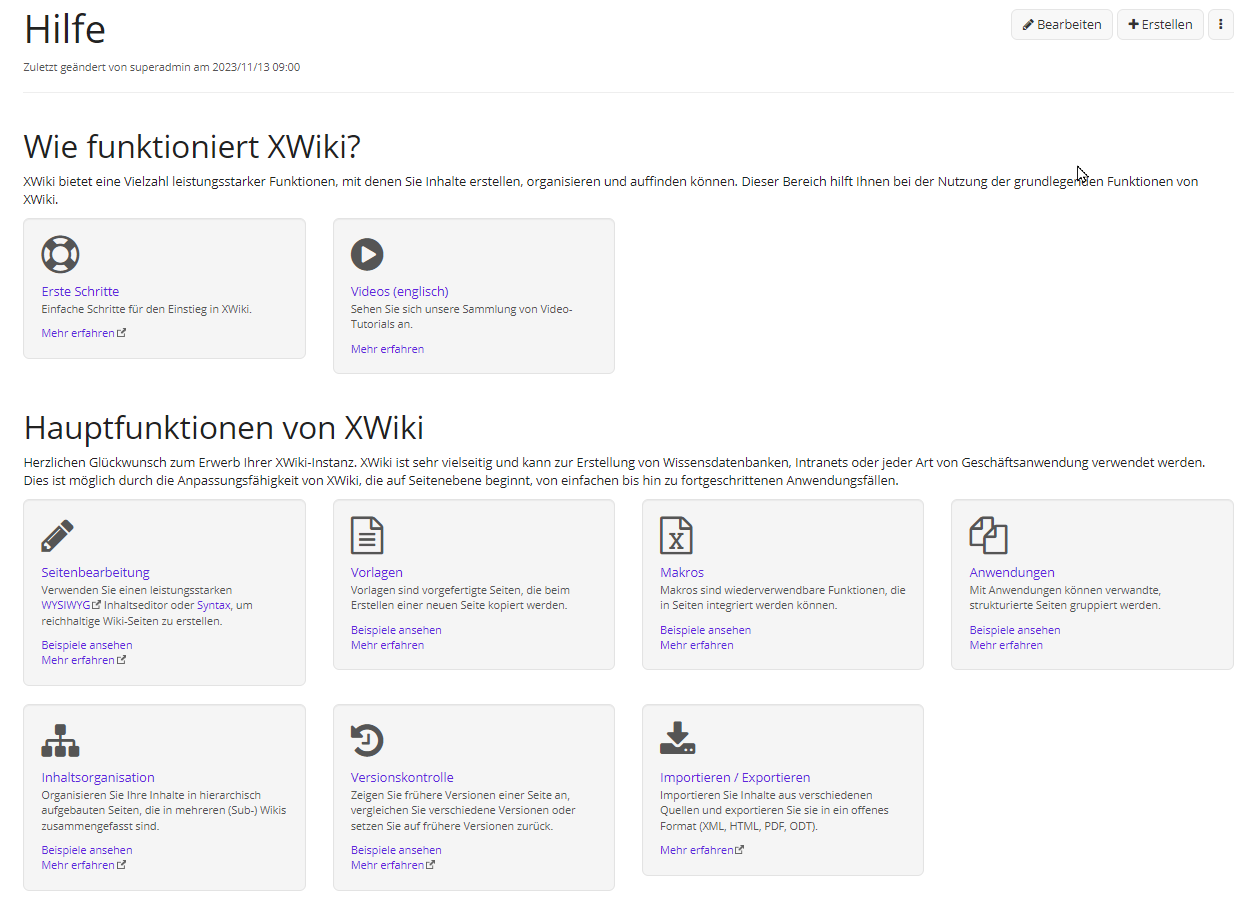 Hilfe
Bearbeiten
Erstellen
Zuletzt geändert von superadmin am 2023/11/13 09:00
Wie funktioniert XWiki?
XWiki bietet eine Vielzahl leistungsstarker Funktionen, mit denen Sie Inhalte erstellen, organisieren und auffinden können. Dieser Bereich hilft Ihnen bei der Nutzung der grundlegenden Funktionen von
XWiki.
Erste Schritte
Einfache Schritte für den Einstieg in XWiki.
Mehr erfahren
Videos (englisch)
Sehen Sie sich unsere Sammlung von Video-
Tutorials an.
Mehr erfahren
Hauptfunktionen von XWiki
Herzlichen Glückwunsch zum Erwerb Ihrer XWiki-Instanz. XWiki ist sehr vielseitig und kann zur Erstellung von Wissensdatenbanken, Intranets oder jeder Art von Geschäftsanwendung verwendet werden.
Dies ist möglich durch die Anpassungsfähigkeit von XWiki, die auf Seitenebene beginnt, von einfachen bis hin zu fortgeschrittenen Anwendungsfällen.
Seitenbearbeitung
Verwenden Sie einen leistungsstarken
WYSIWYG Inhaltseditor oder Syntax, um
reichhaltige Wiki-Seiten zu erstellen.
Beispiele ansehen
Mehr erfahren
Vorlagen
Vorlagen sind vorgefertigte Seiten, die beim
Erstellen einer neuen Seite kopiert werden.
Beispiele ansehen
Mehr erfahren
X
Makros
Makros sind wiederverwendbare Funktionen, die
in Seiten integriert werden können.
Beispiele ansehen
Mehr erfahren
Anwendungen
Mit Anwendungen können verwandte,
strukturierte Seiten gruppiert werden.
Beispiele ansehen
Mehr erfahren
Inhaltsorganisation
Organisieren Sie Ihre Inhalte in hierarchisch
aufgebauten Seiten, die in mehreren (Sub-) Wikis
zusammengefasst sind.
Beispiele ansehen
Mehr erfahren
Versionskontrolle
Zeigen Sie frühere Versionen einer Seite an,
vergleichen Sie verschiedene Versionen oder
setzen Sie auf frühere Versionen zurück.
Beispiele ansehen
Mehr erfahren
Importieren / Exportieren
Importieren Sie Inhalte aus verschiedenen
Quellen und exportieren Sie sie in ein offenes
Format (XML, HTML, PDF, ODT).
Mehr erfahren